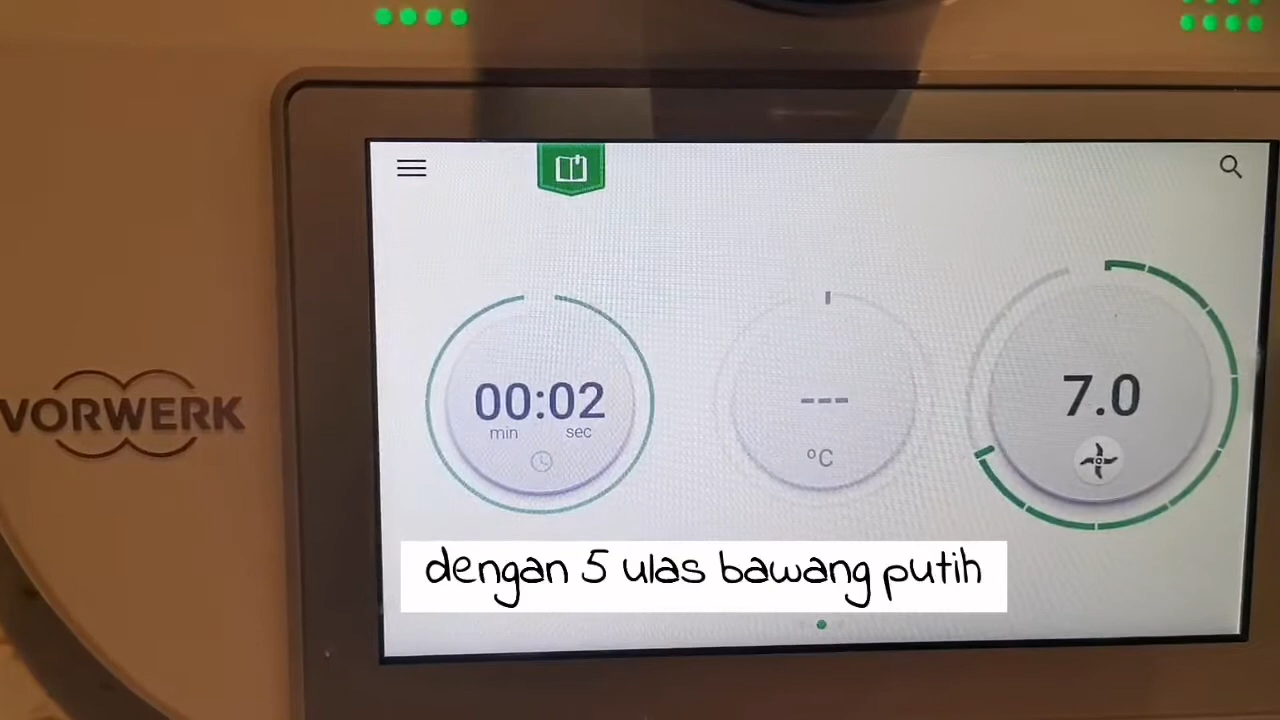 VORWERK
00:02
min sec
---
°C
7.0
dengan 5 ulas bawang putih